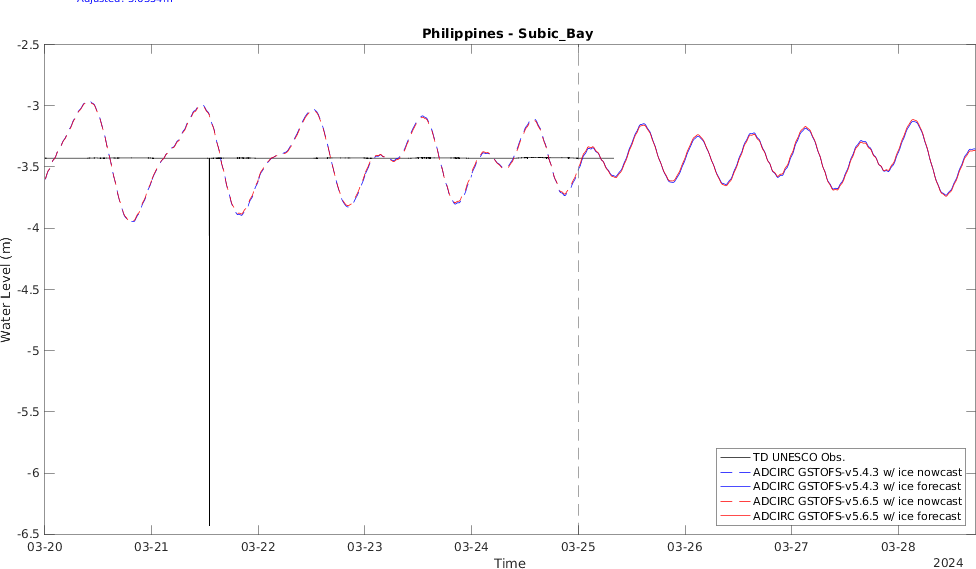 Adjusted: 3.0334m
Philippines - Subic_Bay
-2.5
-3
-3.5
-4
-4.5
-5
-5.5
-6
-6.5
Water Level (m)
03-20 03-21 03-22 03-23 03-24 03-25 03-26 03-27 03-28
Time
2024
TD UNESCO Obs.
ADCIRC GSTOFS-v5.4.3 w/ ice nowcast
ADCIRC GSTOFS-v5.4.3 w/ ice forecast
ADCIRC GSTOFS-v5.6.5 w/ ice nowcast
ADCIRC GSTOFS-v5.6.5 w/ ice forecast